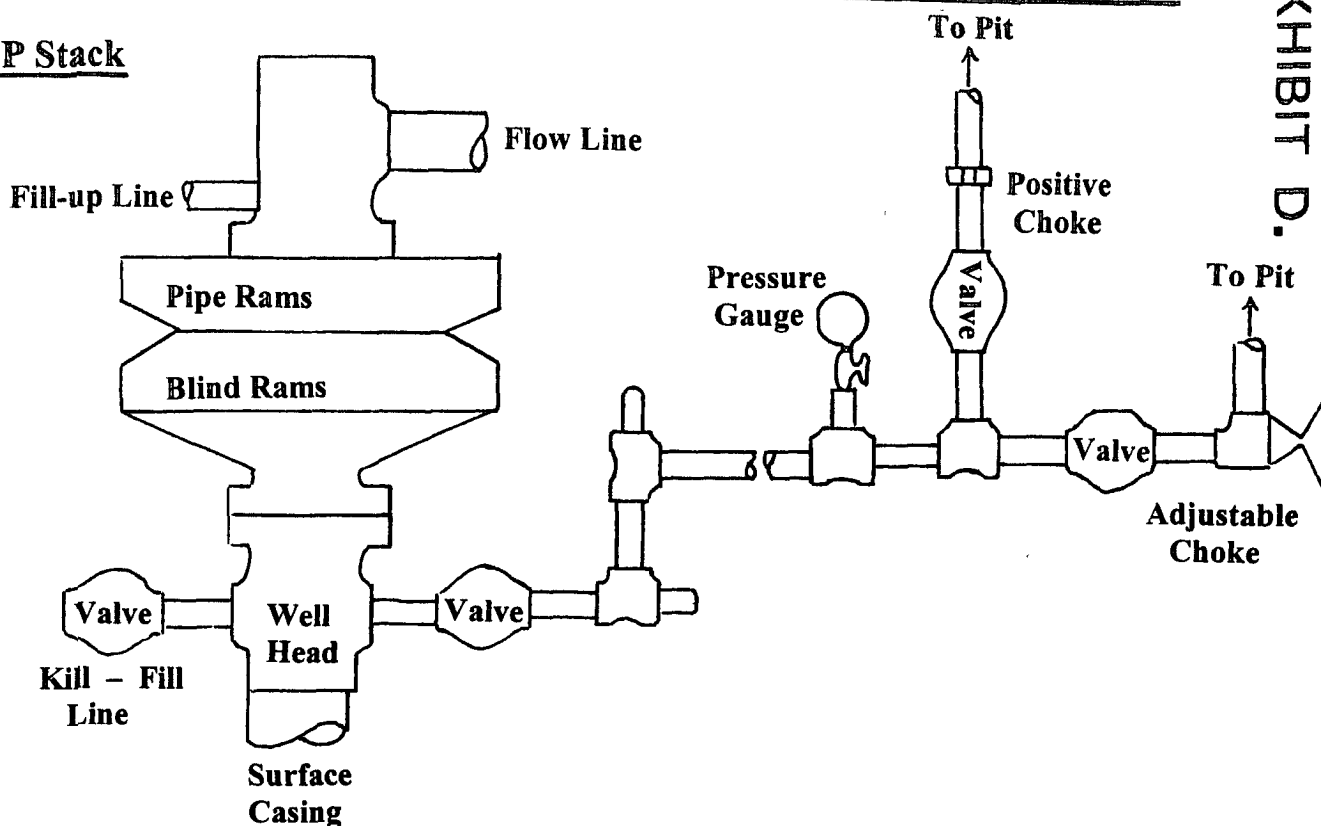 P Stack
To Pit
KHIBIT D.
Flow Line
Fill-up Line
Positive
Choke
Pipe Rams
Pressure
Gauge
Valve
To Pit
Blind Rams
Valve
Adjustable
Choke
Valve
Well
Head
Valve
Kill – Fill
Line
Surface
Casing